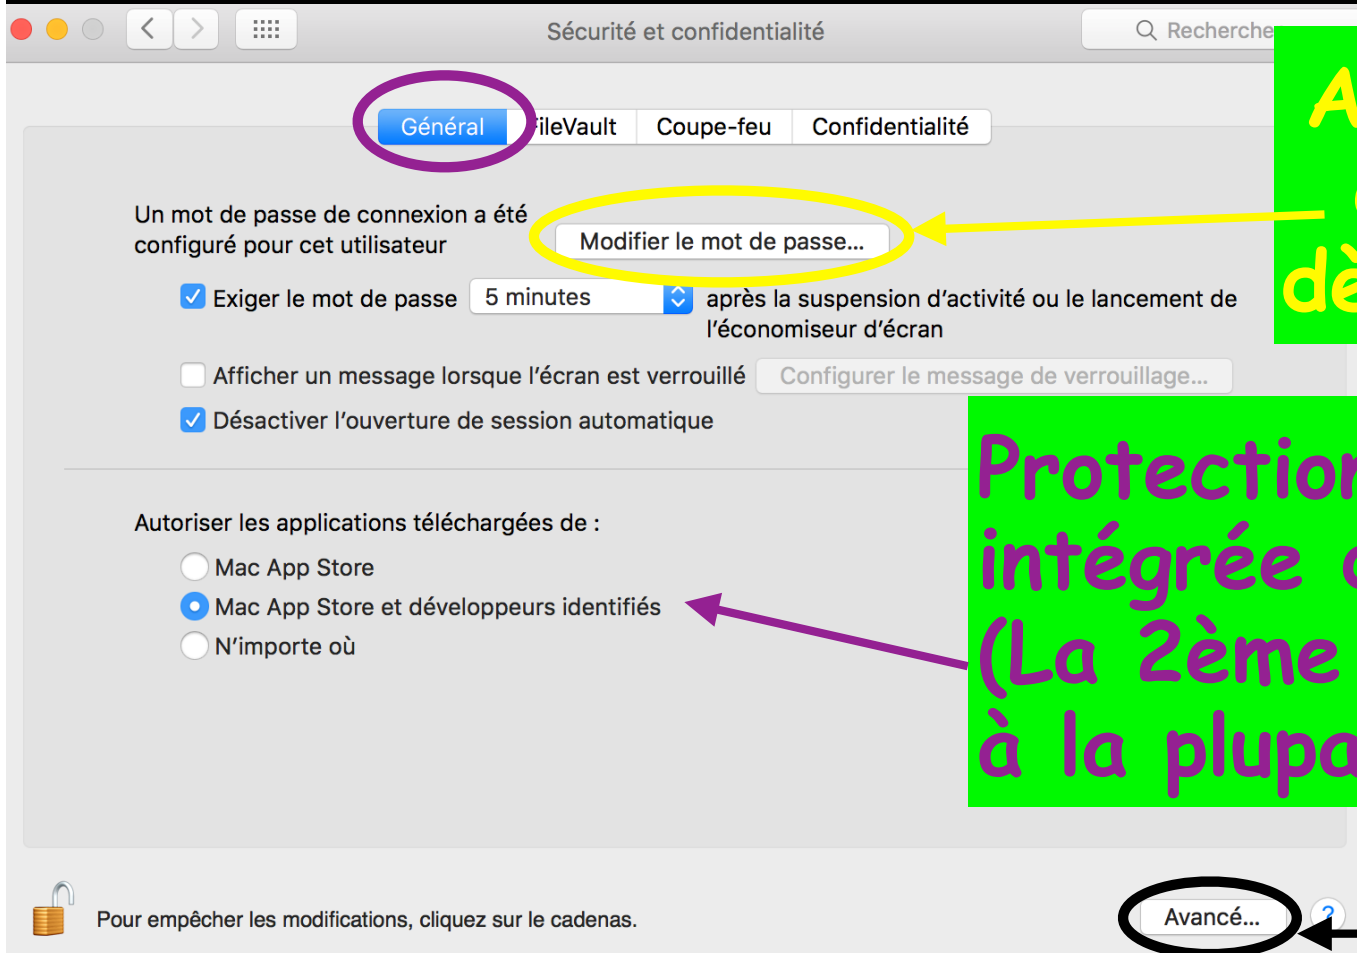 Sécurité et confidentialité
Recherche
Général
FileVault
Coupe-feu
Confidentialité
Un mot de passe de connexion a été
configuré pour cet utilisateur
Modifier le mot de passe...
Exiger le mot de passe
5 minutes
après la suspension d'activité ou le lancement de
l'économiseur d'écran
Afficher un message lorsque l'écran est verrouillé
Configurer le message de verrouillage...
Désactiver l'ouverture de session automatique
Protection
intégrée
(La 2ème
à la
Autoriser les applications téléchargées de :
Mac App Store
Mac App Store et développeurs identifiés
N'importe où
Pour empêcher les modifications, cliquez sur le cadenas.
Avancé...
?